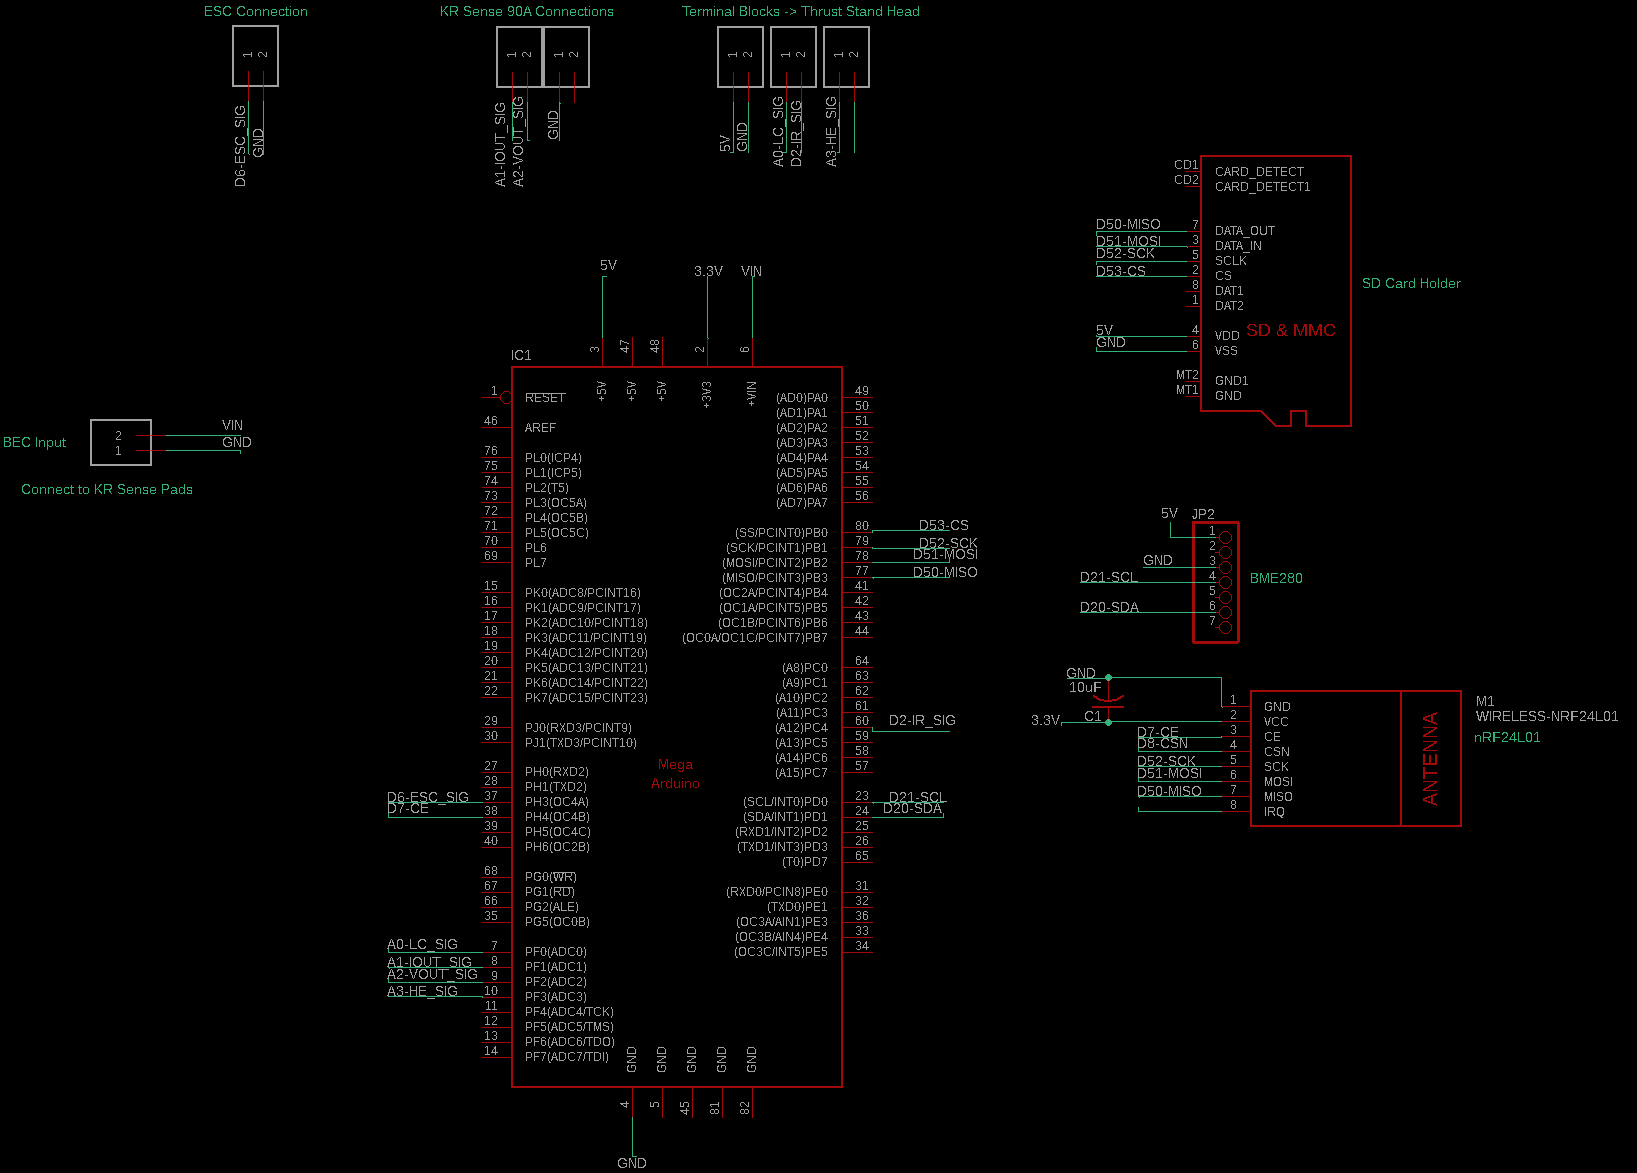 ESC Connection
1 2
D6-ESC_SIG
GND
KR Sense 90A Connections
1 2 1 2
A1-IOUT_SIG
A2-VOUT_SIG
GND
Terminal Blocks -> Thrust Stand Head
1 2 1 2 1 2
5V
GND
A0-LC_SIG
D2-IR_SIG
A3-HE_SIG
BEC Input
2 VIN
1 GND
Connect to KR Sense Pads
5V
3.3V
VIN
IC1
3 47 48 2 6
+5V +5V +5V +3V3 +VIN
1 RESET
46 AREF
76 PL0(ICP4)
75 PL1(ICP5)
74 PL2(T5)
73 PL3(OC5A)
72 PL4(OC5B)
71 PL5(OC5C)
70 PL6
69 PL7
15 PK0(ADC8/PCINT16)
16 PK1(ADC9/PCINT17)
17 PK2(ADC10/PCINT18)
18 PK3(ADC11/PCINT19)
19 PK4(ADC12/PCINT20)
20 PK5(ADC13/PCINT21)
21 PK6(ADC14/PCINT22)
22 PK7(ADC15/PCINT23)
29 PJ0(RXD3/PCINT9)
30 PJ1(TXD3/PCINT10)
27 PH0(RXD2)
28 PH1(TXD2)
D6-ESC_SIG 37 PH3(OC4A)
D7-CE 38 PH4(OC4B)
39 PH5(OC4C)
40 PH6(OC2B)
68 PG0(WR)
67 PG1(RD)
66 PG2(ALE)
35 PG5(OC0B)
A0-LC_SIG 7 PF0(ADC0)
A1-IOUT_SIG 8 PF1(ADC1)
A2-VOUT_SIG 9 PF2(ADC2)
A3-HE_SIG 10 PF3(ADC3)
11 PF4(ADC4/TCK)
12 PF5(ADC5/TMS)
13 PF6(ADC6/TDO)
14 PF7(ADC7/TDI)
Mega
Arduino
(AD0)PA0 49
(AD1)PA1 50
(AD2)PA2 51
(AD3)PA3 52
(AD4)PA4 53
(AD5)PA5 54
(AD6)PA6 55
(AD7)PA7 56
(SS/PCINT0)PB0 80 D53-CS
(SCK/PCINT1)PB1 79 D52-SCK
(MOSI/PCINT2)PB2 78 D51-MOSI
(MISO/PCINT3)PB3 77 D50-MISO
(OC2A/PCINT4)PB4 41
(OC1A/PCINT5)PB5 42
(OC1B/PCINT6)PB6 43
(OC0A/OC1C/PCINT7)PB7 44
(A8)PC0 64
(A9)PC1 63
(A10)PC2 62
(A11)PC3 61
(A12)PC4 60 D2-IR_SIG
(A13)PC5 59
(A14)PC6 58
(A15)PC7 57
(SCL/INT0)PD0 23 D21-SCL
(SDA/INT1)PD1 24 D20-SDA
(RXD1/INT2)PD2 25
(TXD1/INT3)PD3 26
(T0)PD7 65
(RXD0/PCIN8)PE0 31
(TXD0)PE1 32
(OC3A/AIN1)PE3 36
(OC3B/AIN4)PE4 33
(OC3C/INT5)PE5 34
GND GND GND GND GND
4 5 45 81 82
GND
CD1 CARD_DETECT
CD2 CARD_DETECT1
D50-MISO 7 DATA_OUT
D51-MOSI 3 DATA_IN
D52-SCK 5 SCLK
D53-CS 2 CS
8 DAT1
1 DAT2
5V 4 VDD
GND 6 VSS
MT2 GND1
MT1 GND
SD & MMC
SD Card Holder
JP2
5V 1
2
GND 3
D21-SCL 4
5
D20-SDA 6
7
BME280
GND
10uF
3.3V C1
1 GND
2 VCC
D7-CE 3 CE
D8-CSN 4 CSN
D52-SCK 5 SCK
D51-MOSI 6 MOSI
D50-MISO 7 MISO
8 IRQ
ANTENNA
M1
WIRELESS-NRF24L01
nRF24L01